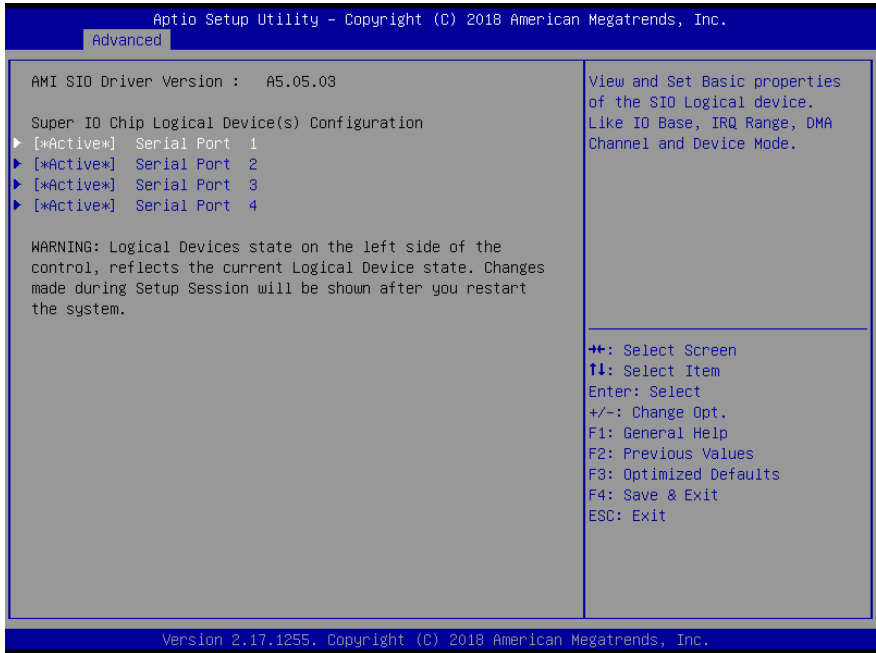 Aptio Setup Utility – Copyright (C) 2018 American Megatrends, Inc.
Advanced
AMI SIO Driver Version : A5.05.03
Super IO Chip Logical Device(s) Configuration
[*Active*] Serial Port 1
[*Active*] Serial Port 2
[*Active*] Serial Port 3
[*Active*] Serial Port 4
WARNING: Logical Devices state on the left side of the
control, reflects the current Logical Device state. Changes
made during Setup Session will be shown after you restart
the system.
View and Set Basic properties
of the SIO Logical device.
Like IO Base, IRQ Range, DMA
Channel and Device Mode.
→←: Select Screen
↑↓: Select Item
Enter: Select
+/-: Change Opt.
F1: General Help
F2: Previous Values
F3: Optimized Defaults
F4: Save & Exit
ESC: Exit
Version 2.17.1255. Copyright (C) 2018 American Megatrends, Inc.